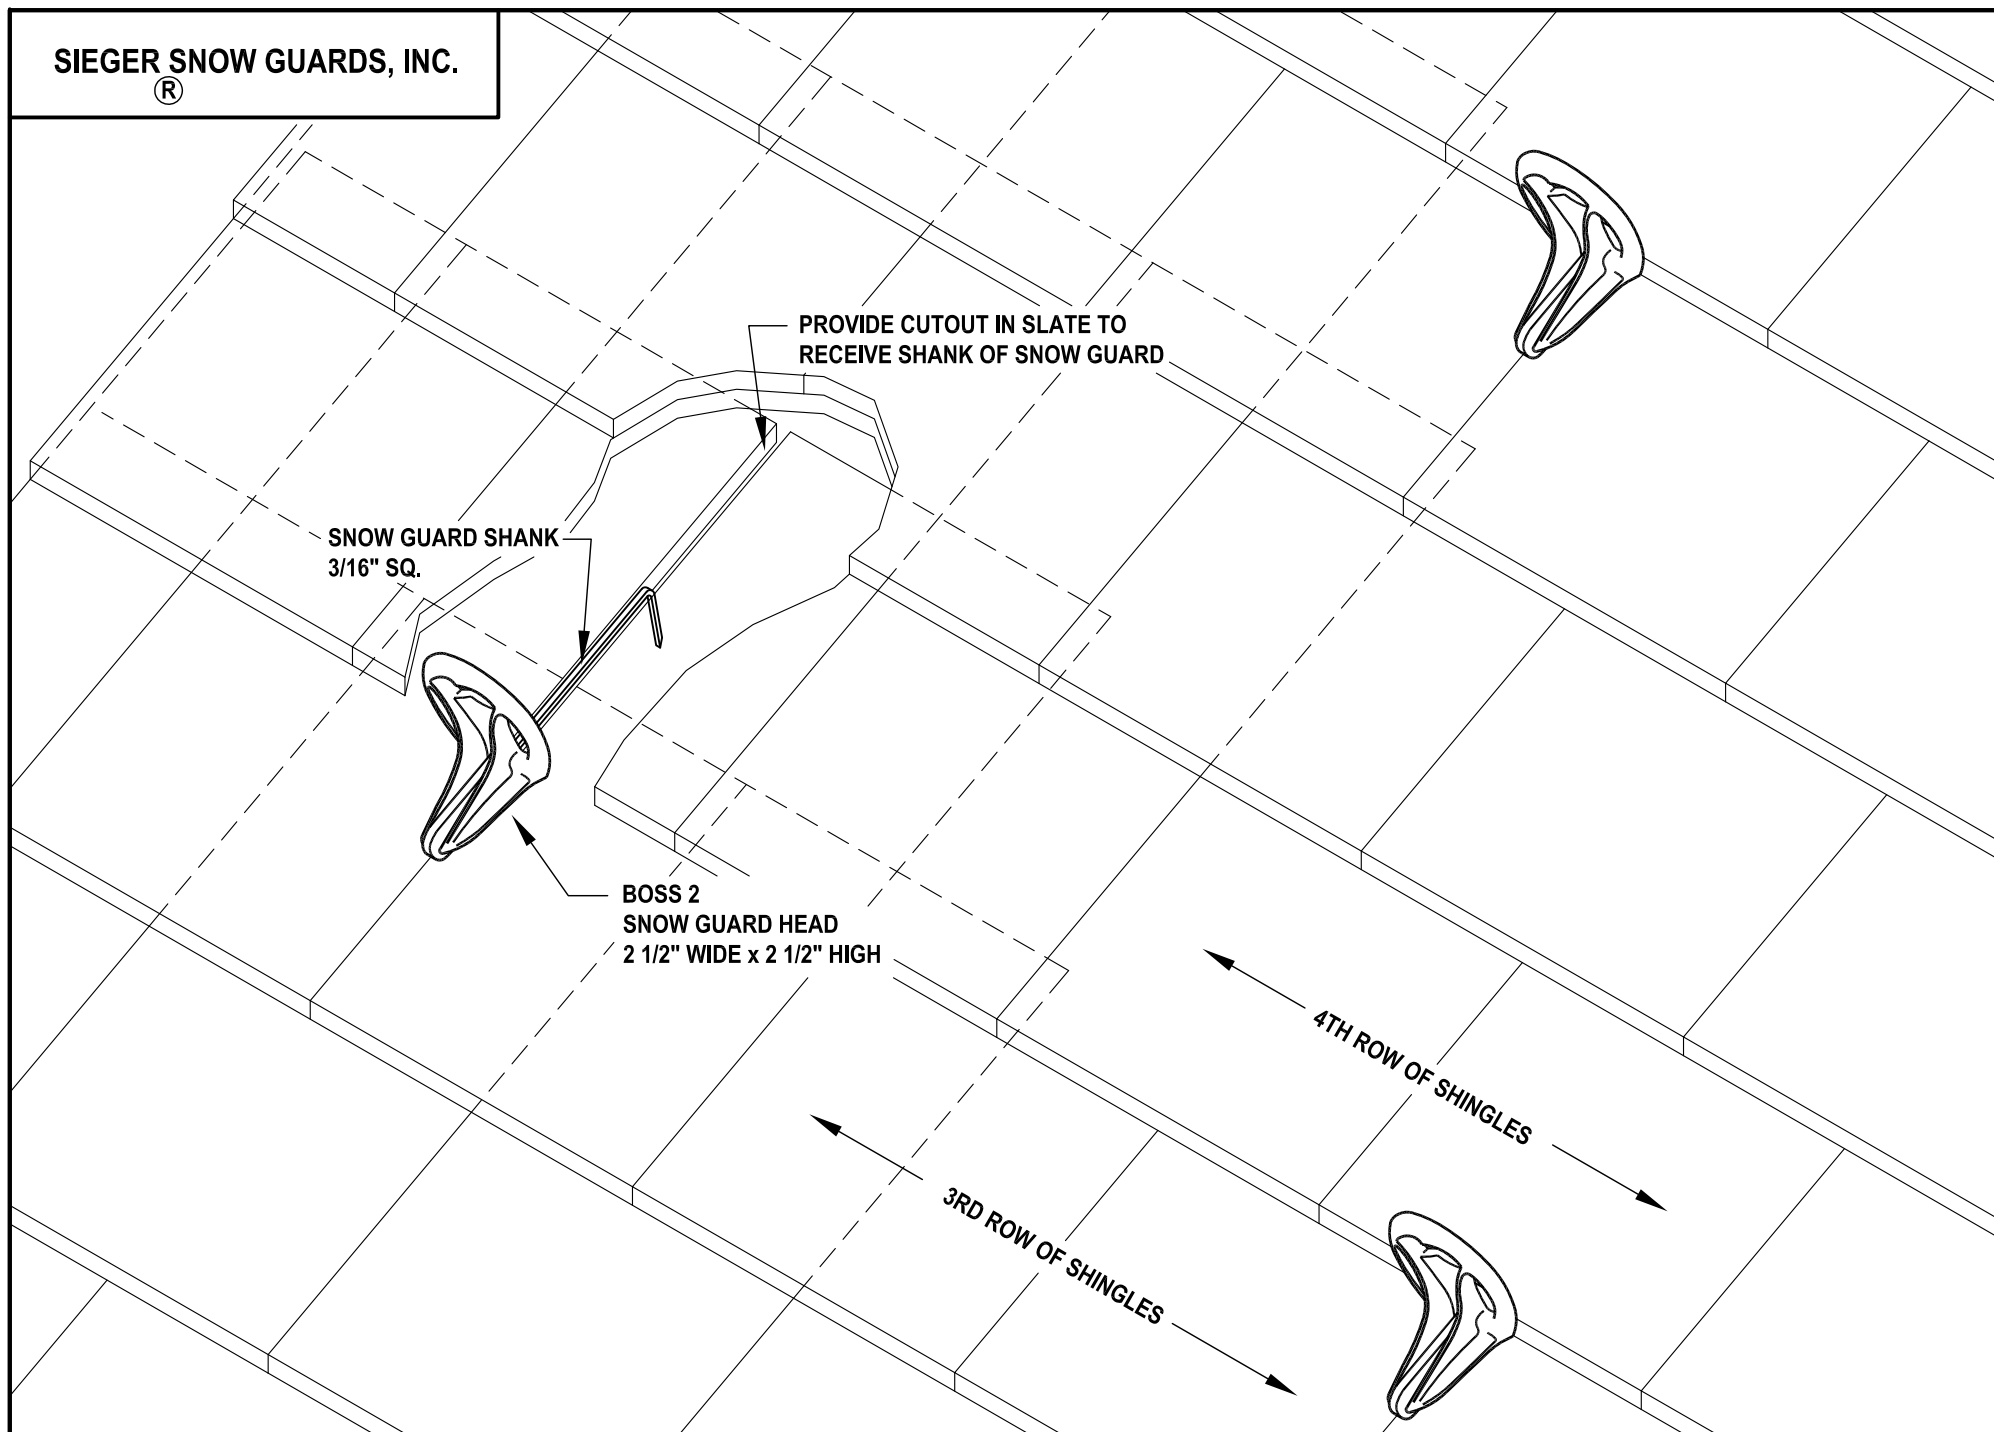 SIEGER SNOW GUARDS, INC.
®
PROVIDE CUTOUT IN SLATE TO
RECEIVE SHANK OF SNOW GUARD
SNOW GUARD SHANK
3/16" SQ.
BOSS 2
SNOW GUARD HEAD
2 1/2" WIDE x 2 1/2" HIGH
4TH ROW OF SHINGLES
3RD ROW OF SHINGLES